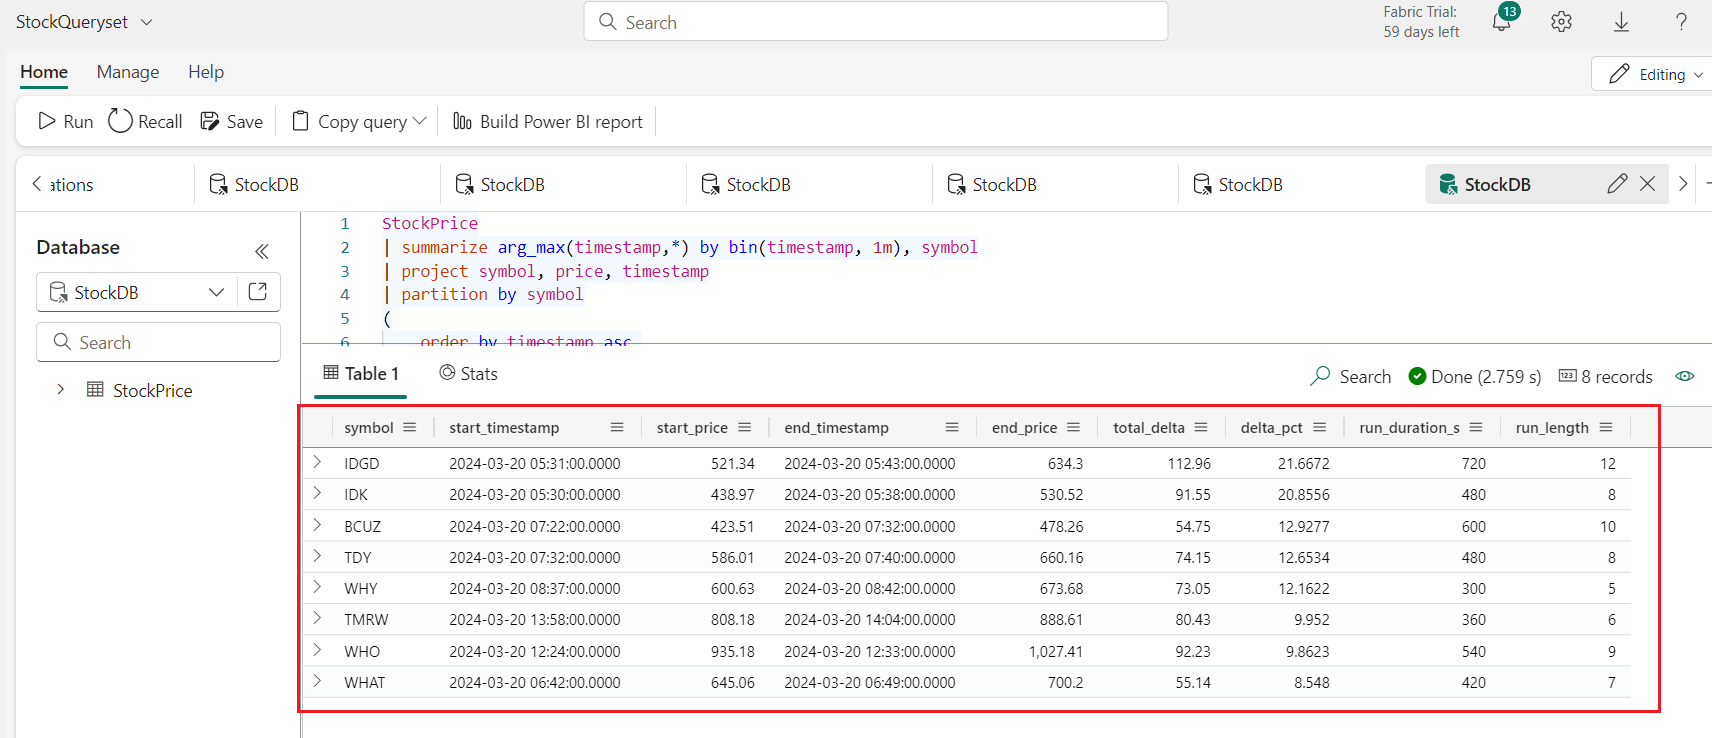 StockQueryset
Search
Fabric Trial:
59 days left
13
?
Home Manage Help
Editing
Run Recall Save Copy query Build Power BI report
ations StockDB StockDB StockDB StockDB StockDB StockDB
Database
StockDB
Search
StockPrice
1 StockPrice
2 | summarize arg_max(timestamp,*) by bin(timestamp, 1m), symbol
3 | project symbol, price, timestamp
4 | partition by symbol
5 (
6 order by timestamp asc
Table 1 Stats Search Done (2.759 s) 123 8 records
symbol start_timestamp start_price end_timestamp end_price total_delta delta_pct run_duration_s run_length
IDGD 2024-03-20 05:31:00.0000 521.34 2024-03-20 05:43:00.0000 634.3 112.96 21.6672 720 12
IDK 2024-03-20 05:30:00.0000 438.97 2024-03-20 05:38:00.0000 530.52 91.55 20.8556 480 8
BCUZ 2024-03-20 07:22:00.0000 423.51 2024-03-20 07:32:00.0000 478.26 54.75 12.9277 600 10
TDY 2024-03-20 07:32:00.0000 586.01 2024-03-20 07:40:00.0000 660.16 74.15 12.6534 480 8
WHY 2024-03-20 08:37:00.0000 600.63 2024-03-20 08:42:00.0000 673.68 73.05 12.1622 300 5
TMRW 2024-03-20 13:58:00.0000 808.18 2024-03-20 14:04:00.0000 888.61 80.43 9.952 360 6
WHO 2024-03-20 12:24:00.0000 935.18 2024-03-20 12:33:00.0000 1,027.41 92.23 9.8623 540 9
WHAT 2024-03-20 06:42:00.0000 645.06 2024-03-20 06:49:00.0000 700.2 55.14 8.548 420 7